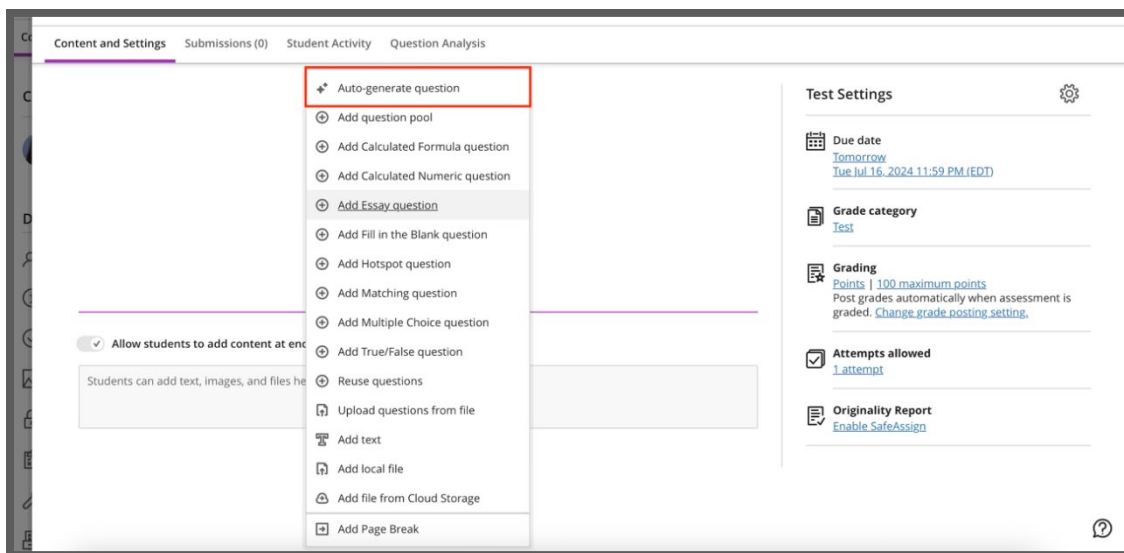 Content and Settings Submissions (0) Student Activity Question Analysis
Auto-generate question
Add question pool
Add Calculated Formula question
Add Calculated Numeric question
Add Essay question
Add Fill in the Blank question
Add Hotspot question
Add Matching question
Add Multiple Choice question
Add True/False question
Reuse questions
Upload questions from file
Add text
Add local file
Add file from Cloud Storage
Add Page Break
Allow students to add content at
Students can add text, images, and files
Test Settings
Due date
Tomorrow
Tue Jul 16, 2024 11:59 PM (EDT)
Grade category
Test
Grading
Points | 100 maximum points
Post grades automatically when assessment is
graded. Change grade posting setting.
Attempts allowed
1 attempt
Originality Report
Enable SafeAssign